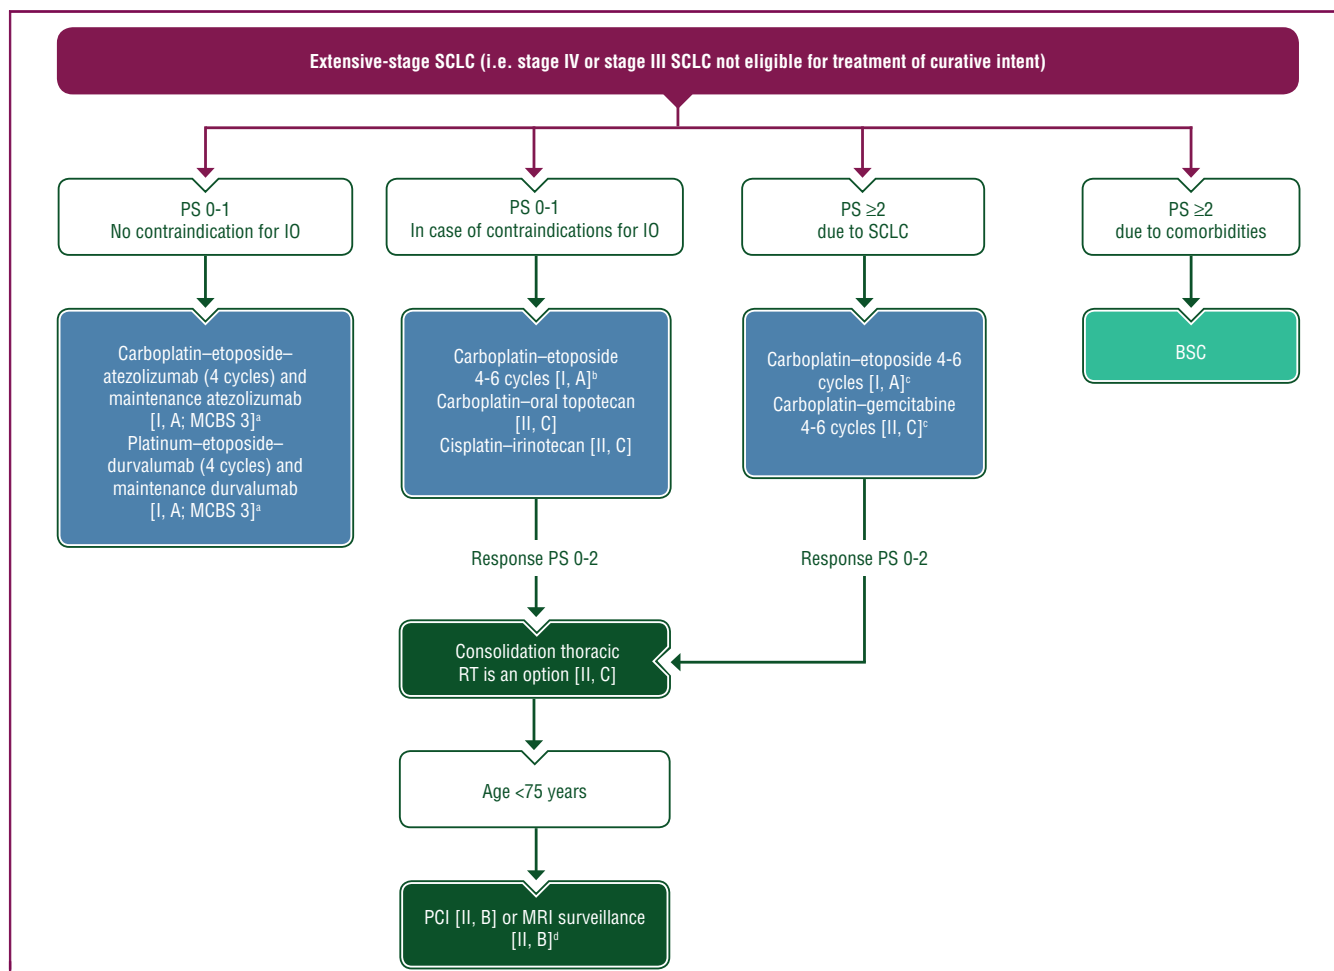 Extensive-stage SCLC (i.e. stage IV or stage III SCLC not eligible for treatment of curative intent)
PS 0-1
No contraindication for IO
PS 0-1
In case of contraindications for IO
PS ≥2
due to SCLC
PS ≥2
due to comorbidities
Carboplatin–etoposide–
atezolizumab (4 cycles) and
maintenance atezolizumab
[I, A; MCBS 3]a
Platinum–etoposide–
durvalumab (4 cycles) and
maintenance durvalumab
[I, A; MCBS 3]a
Carboplatin–etoposide
4-6 cycles [I, A]b
Carboplatin–oral topotecan
[II, C]
Cisplatin–irinotecan [II, C]
Carboplatin–etoposide 4-6
cycles [I, A]c
Carboplatin–gemcitabine
4-6 cycles [II, C]c
BSC
Response PS 0-2
Response PS 0-2
Consolidation thoracic
RT is an option [II, C]
Age <75 years
PCI [II, B] or MRI surveillance
[II, B]d